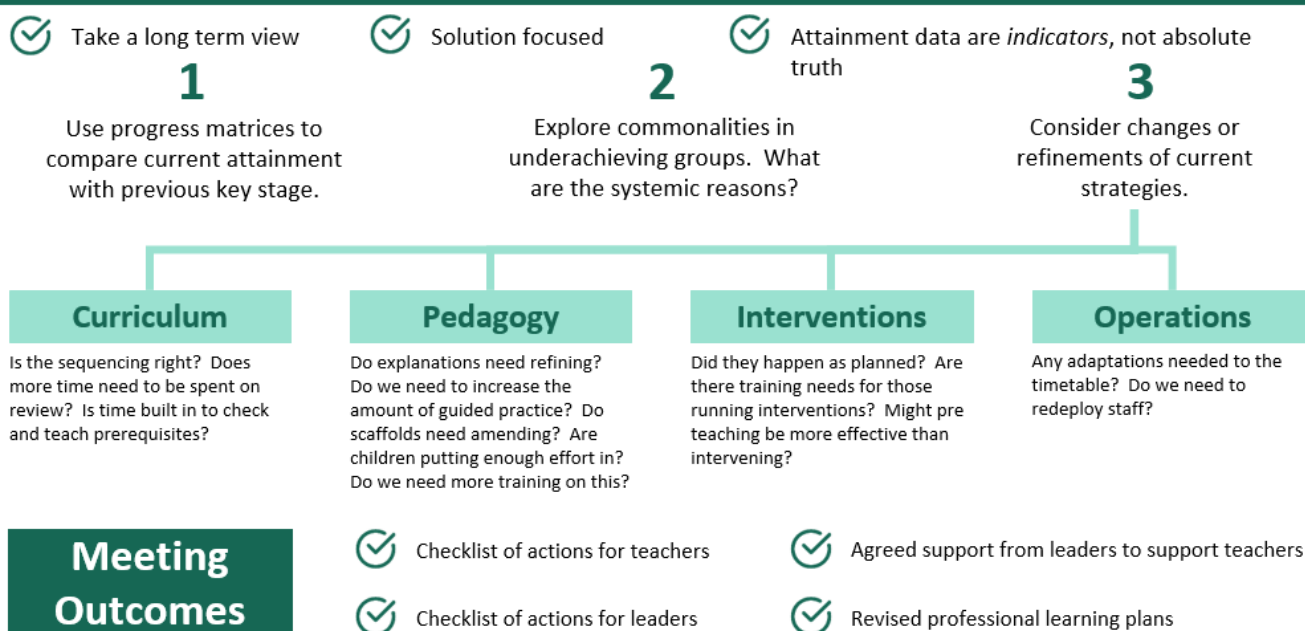 Take a long term view
Solution focused
Attainment data are indicators, not absolute
truth
1
Use progress matrices to
compare current attainment
with previous key stage.
2
Explore commonalities in
underachieving groups.  What
are the systemic reasons?
3
Consider changes or
refinements of current
strategies.
Curriculum
Is the sequencing right?  Does
more time need to be spent on
review?  Is time built in to check
and teach prerequisites?
Pedagogy
Do explanations need refining?
Do we need to increase the
amount of guided practice?  Do
scaffolds need amending?  Are
children putting enough effort in?
Do we need more training on this?
Interventions
Did they happen as planned?  Are
there training needs for those
running interventions?  Might pre
teaching be more effective than
intervening?
Operations
Any adaptations needed to the
timetable?  Do we need to
redeploy staff?
Meeting
Outcomes
Checklist of actions for teachers
Agreed support from leaders to support teachers
Checklist of actions for leaders
Revised professional learning plans